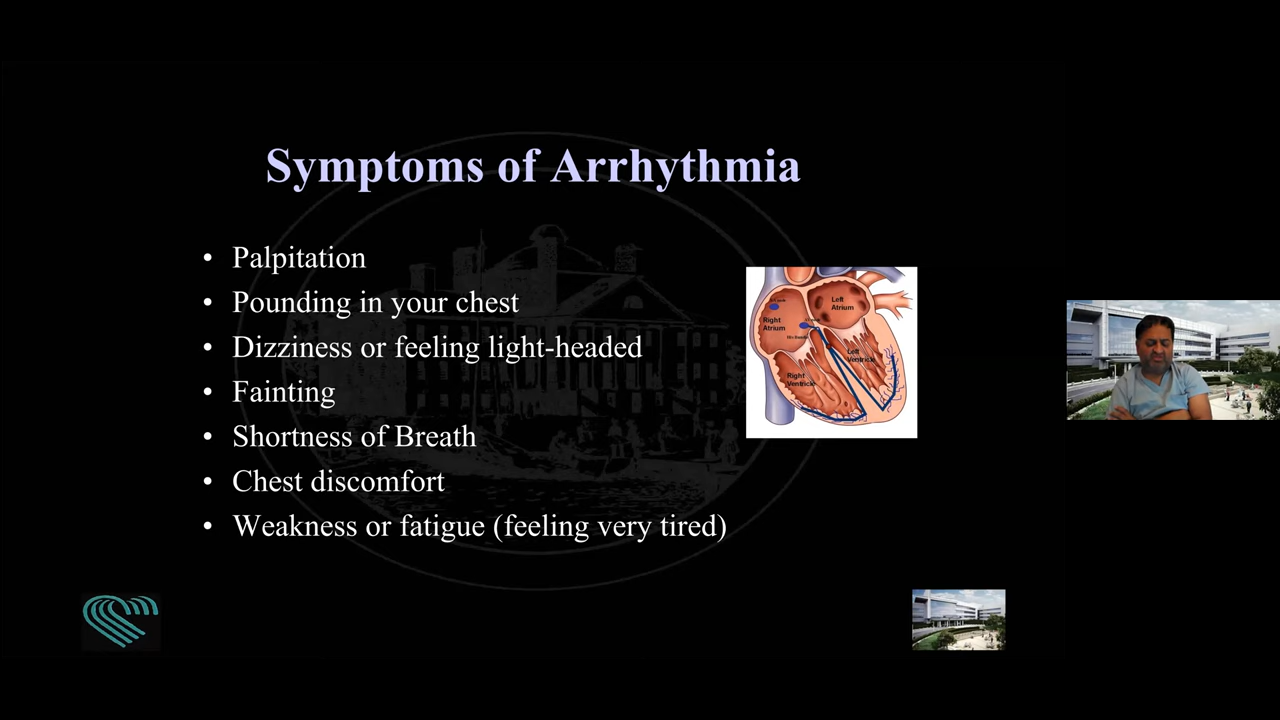 Symptoms of Arrhythmia
• Palpitation
• Pounding in your chest
• Dizziness or feeling light-headed
• Fainting
• Shortness of Breath
• Chest discomfort
• Weakness or fatigue (feeling very tired)
Left
Atrium
Right
Atrium
Left
Ventricle
Right
Ventricle